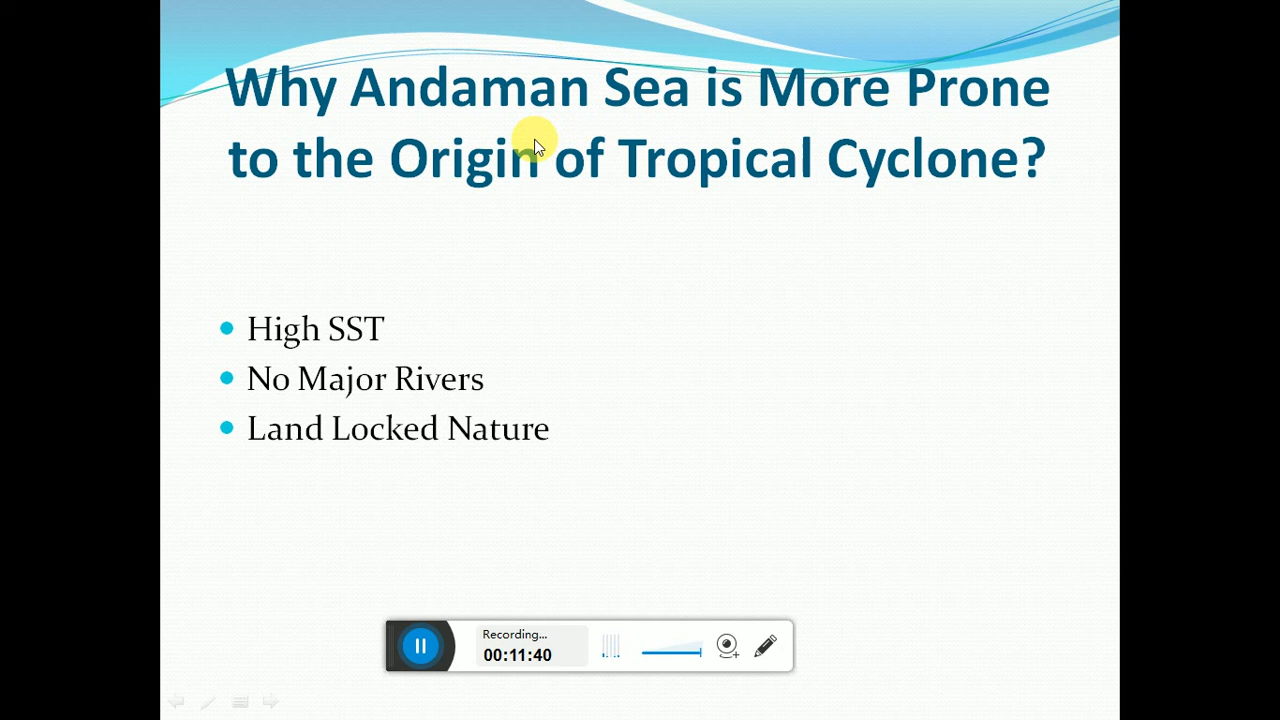 Why Andaman Sea is More Prone
to the Origin of Tropical Cyclone?
High SST
No Major Rivers
Land Locked Nature
Recording...
00:11:40